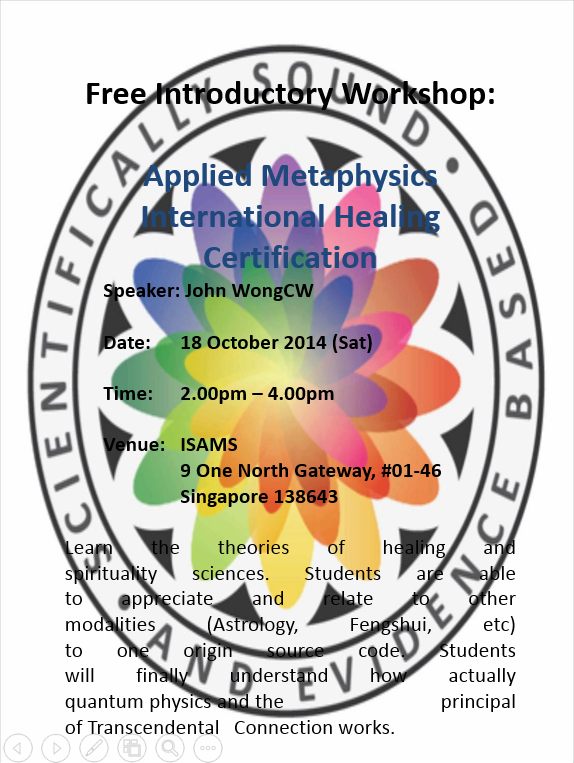 Free Introductory Workshop:
Applied Metaphysics
International Healing
Certification
Speaker: John WongCW
Date: 18 October 2014 (Sat)
Time: 2.00pm – 4.00pm
Venue: ISAMS
9 One North Gateway, #01-46
Singapore 138643
Learn the theories of healing and
spirituality sciences. Students are able
to appreciate and relate to other
modalities (Astrology, Fengshui, etc)
to one origin source code. Students
will finally understand how actually
quantum physics and the principal
of Transcendental Connection works.
SCIENTIFICALLY SOUND • AND EVIDENCE BASED •